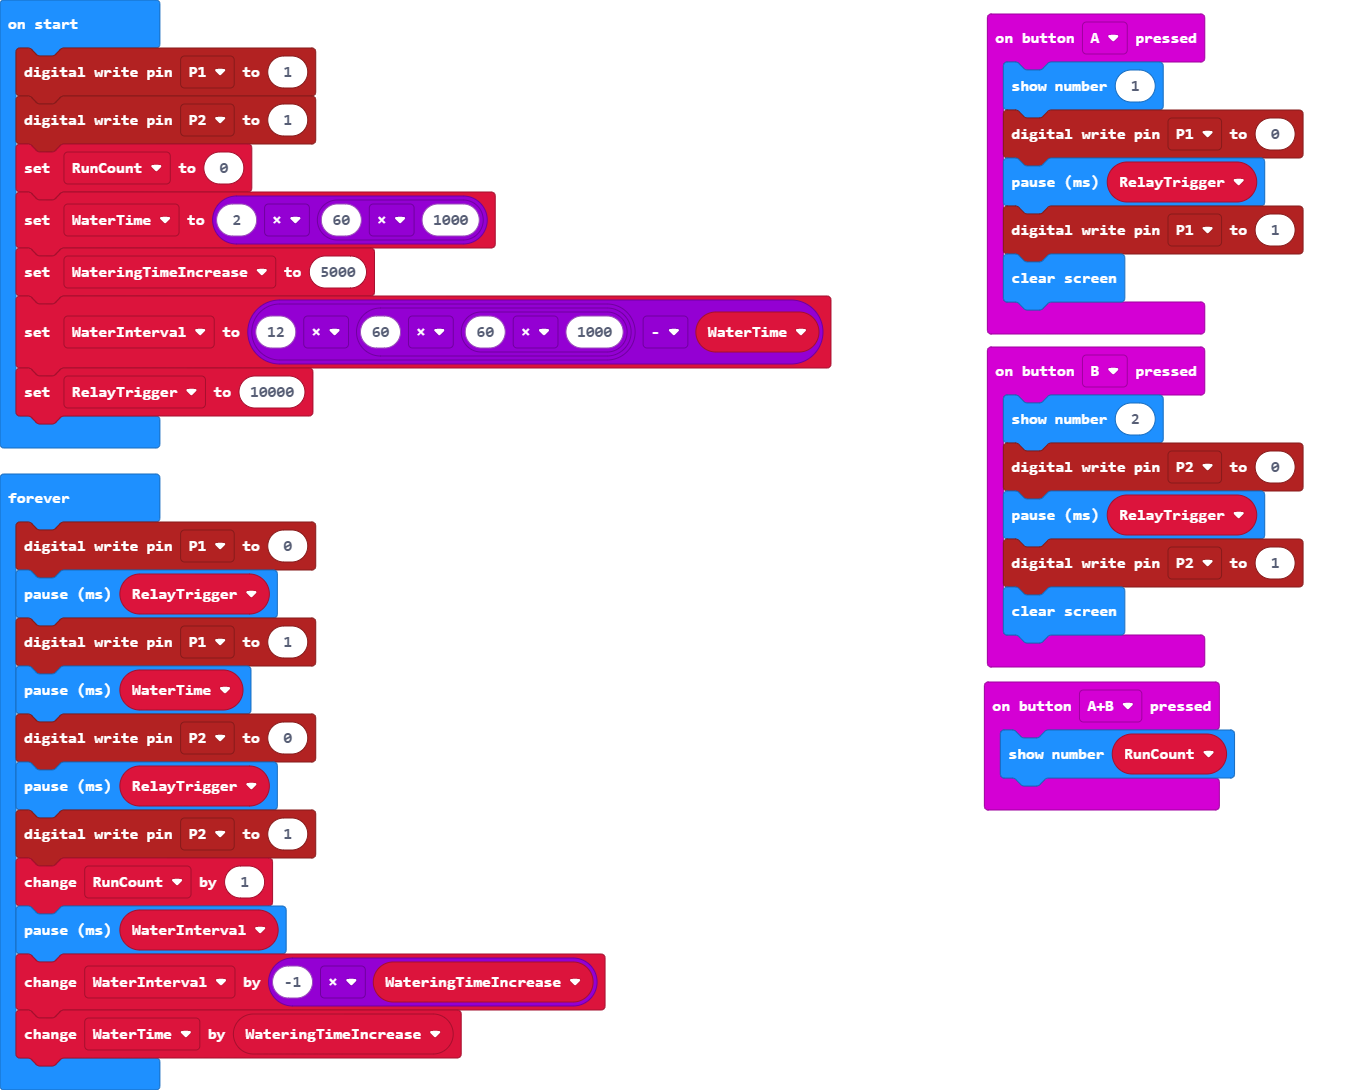 on start
digital write pin P1 to 1
digital write pin P2 to 1
set RunCount to 0
set WaterTime to 2 × 60 × 1000
set WateringTimeIncrease to 5000
set WaterInterval to 12 × 60 × 60 × 1000 - WaterTime
set RelayTrigger to 10000
forever
digital write pin P1 to 0
pause (ms) RelayTrigger
digital write pin P1 to 1
pause (ms) WaterTime
digital write pin P2 to 0
pause (ms) RelayTrigger
digital write pin P2 to 1
change RunCount by 1
pause (ms) WaterInterval
change WaterInterval by -1 × WateringTimeIncrease
change WaterTime by WateringTimeIncrease
on button A pressed
show number 1
digital write pin P1 to 0
pause (ms) RelayTrigger
digital write pin P1 to 1
clear screen
on button B pressed
show number 2
digital write pin P2 to 0
pause (ms) RelayTrigger
digital write pin P2 to 1
clear screen
on button A+B pressed
show number RunCount